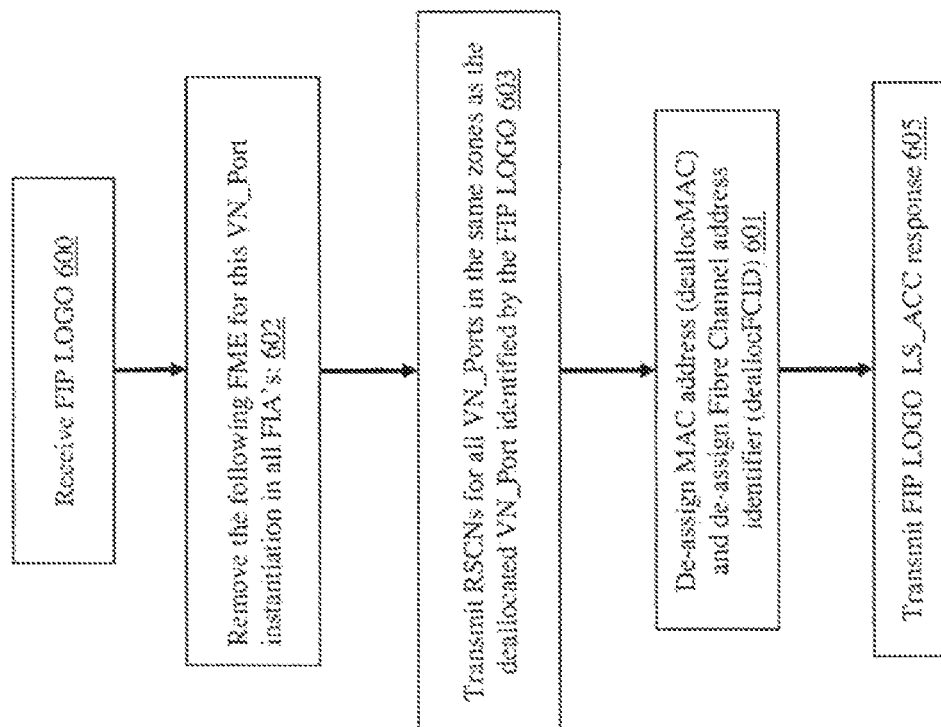 Receive FIP LOGO 600
Remove the following FME for this VN_Port
instantiation in all FIA's: 602
Transmit RSCNs for all VN_Ports in the same zones as the
deallocated VN_Port identified by the FIP LOGO 603
De-assign MAC address (deallocMAC)
and de-assign Fibre Channel address
identifier (deallocFCID) 601
Transmit FIP LOGO LS_ACC response 605